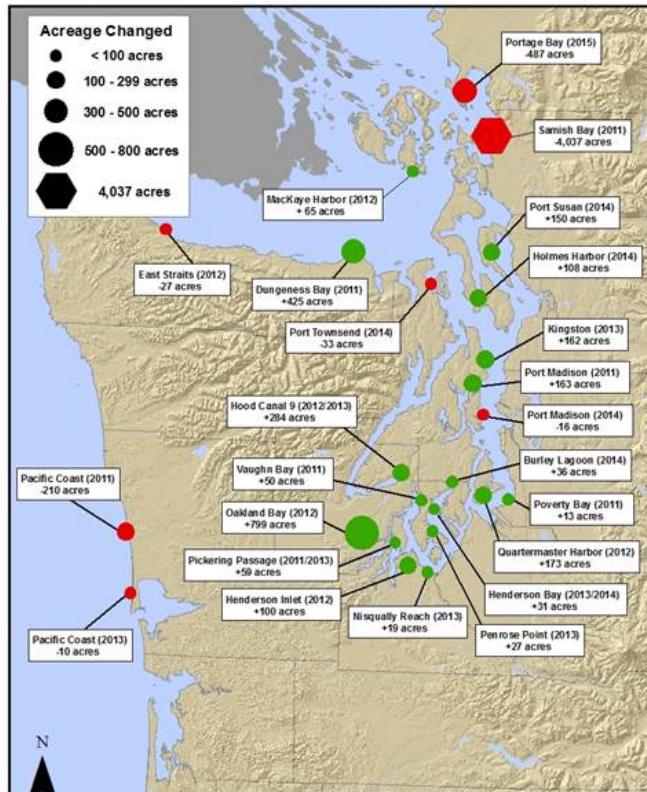 Acreage Changed
< 100 acres
100 - 299 acres
300 - 500 acres
500 - 800 acres
4,037 acres
Portage Bay (2015)
-487 acres
Samish Bay (2011)
-4,037 acres
MacKaye Harbor (2012)
+ 65 acres
Port Susan (2014)
+150 acres
East Straits (2012)
-27 acres
Dungeness Bay (2011)
+425 acres
Holmes Harbor (2014)
+108 acres
Port Townsend (2014)
-33 acres
Kingston (2013)
+162 acres
Port Madison (2011)
+163 acres
Hood Canal 9 (2012/2013)
+284 acres
Port Madison (2014)
-16 acres
Vaughn Bay (2011)
+50 acres
Burley Lagoon (2014)
+36 acres
Pacific Coast (2011)
-210 acres
Oakland Bay (2012)
+799 acres
Poverty Bay (2011)
+13 acres
Pickering Passage (2011/2013)
+59 acres
Quartermaster Harbor (2012)
+173 acres
Henderson Inlet (2012)
+100 acres
Henderson Bay (2013/2014)
+31 acres
Nisqually Reach (2013)
+19 acres
Penrose Point (2013)
+27 acres
Pacific Coast (2013)
-10 acres
N